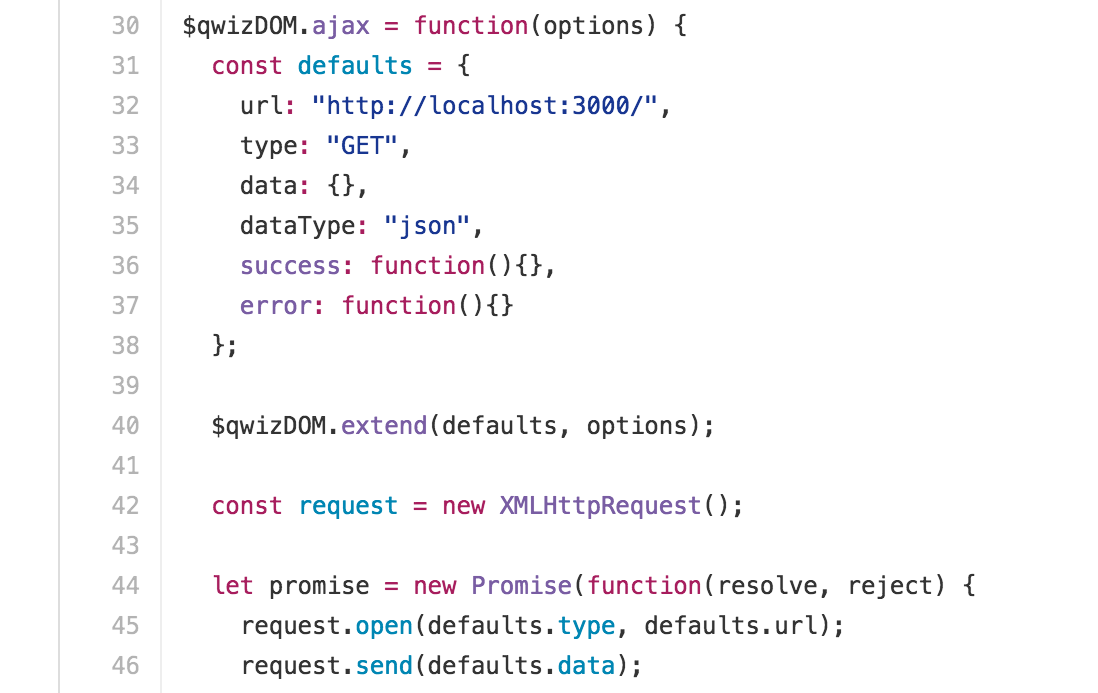 30 $qwizDOM.ajax = function(options) {
31   const defaults = {
32     url: "http://localhost:3000/",
33     type: "GET",
34     data: {},
35     dataType: "json",
36     success: function(){},
37     error: function(){}
38   };
39
40   $qwizDOM.extend(defaults, options);
41
42   const request = new XMLHttpRequest();
43
44   let promise = new Promise(function(resolve, reject) {
45     request.open(defaults.type, defaults.url);
46     request.send(defaults.data);